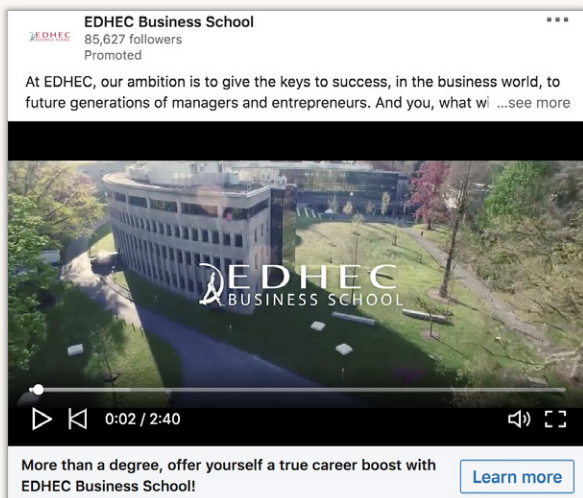 EDHEC Business School
85,627 followers
Promoted
At EDHEC, our ambition is to give the keys to success, in the business world, to
future generations of managers and entrepreneurs. And you, what wi ...see more
EDHEC
BUSINESS SCHOOL
0:02 / 2:40
More than a degree, offer yourself a true career boost with
EDHEC Business School!
Learn more